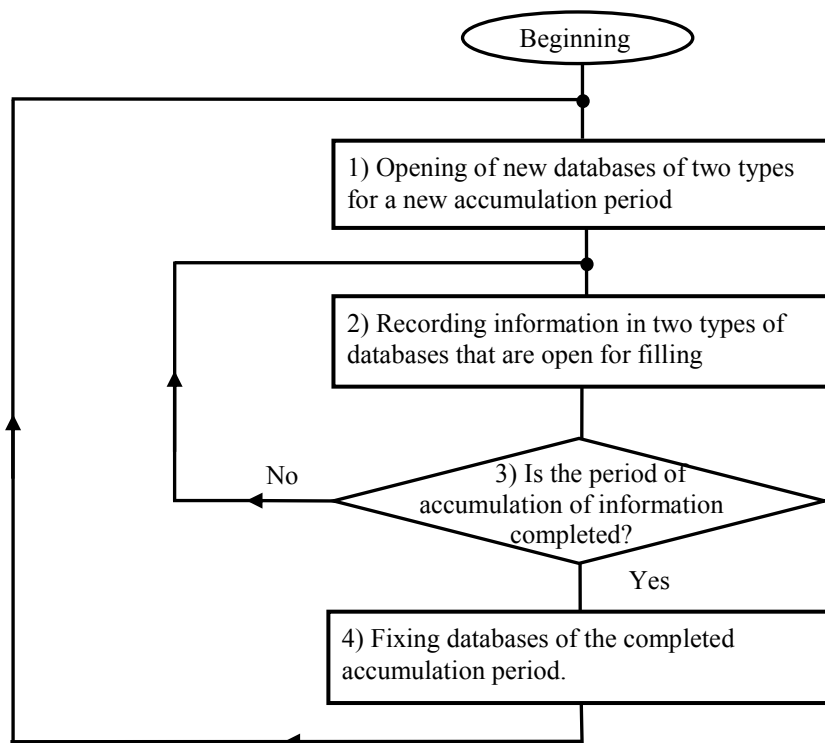 Beginning
1) Opening of new databases of two types
for a new accumulation period
2) Recording information in two types of
databases that are open for filling
3) Is the period of
accumulation of information
completed?
No
Yes
4) Fixing databases of the completed
accumulation period.